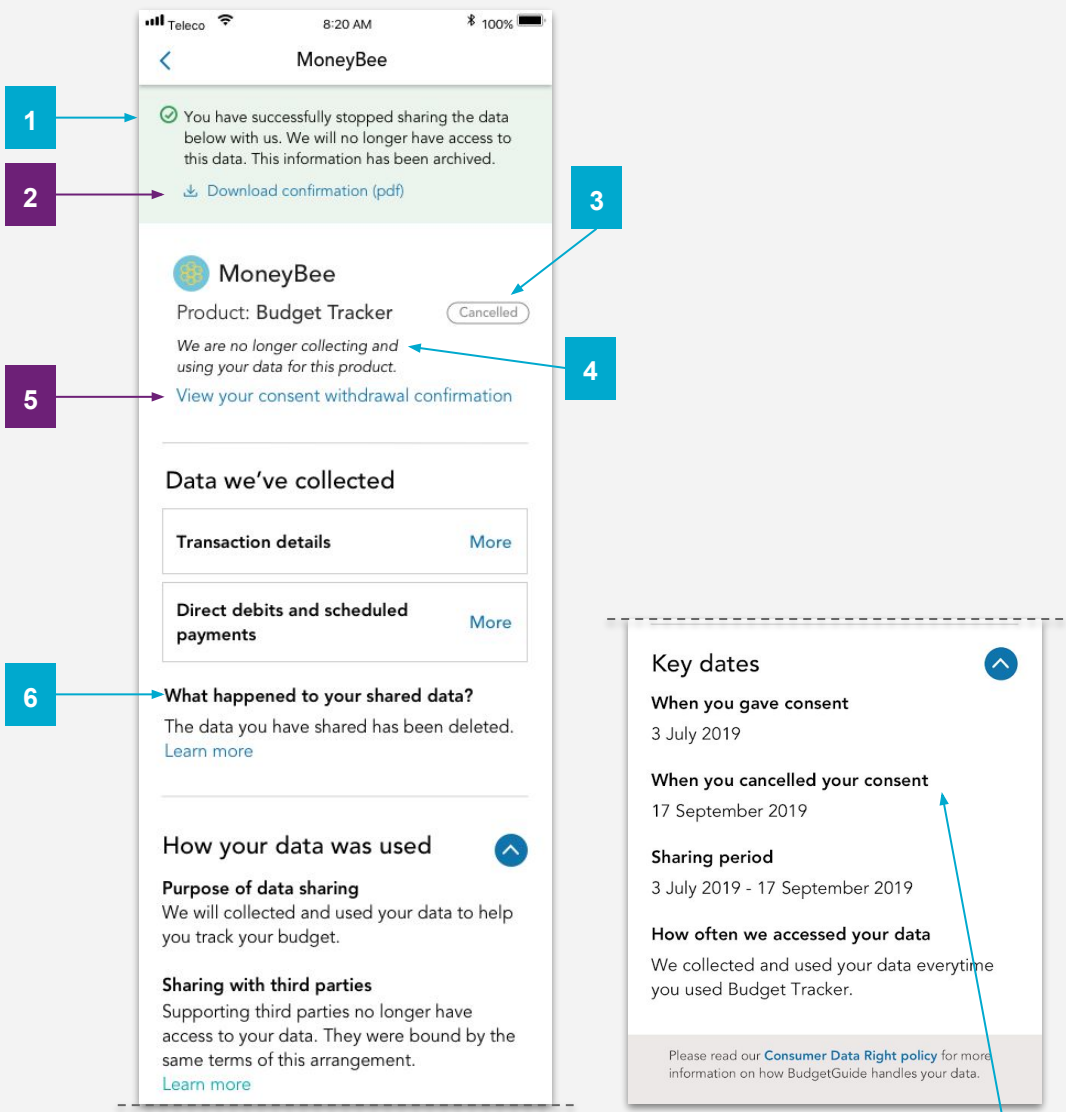 Teleco
8:20 AM
100%
MoneyBee
1
You have successfully stopped sharing the data
below with us. We will no longer have access to
this data. This information has been archived.
2
Download confirmation (pdf)
3
MoneyBee
Product: Budget Tracker
Cancelled
We are no longer collecting and
using your data for this product.
4
5
View your consent withdrawal confirmation
Data we've collected
Transaction details
More
Direct debits and scheduled
payments
More
6
What happened to your shared data?
The data you have shared has been deleted.
Learn more
How your data was used
Purpose of data sharing
We will collected and used your data to help
you track your budget.
Sharing with third parties
Supporting third parties no longer have
access to your data. They were bound by the
same terms of this arrangement.
Learn more
Key dates
When you gave consent
3 July 2019
When you cancelled your consent
17 September 2019
Sharing period
3 July 2019 - 17 September 2019
How often we accessed your data
We collected and used your data everytime
you used Budget Tracker.
Please read our Consumer Data Right policy for more
information on how BudgetGuide handles your data.